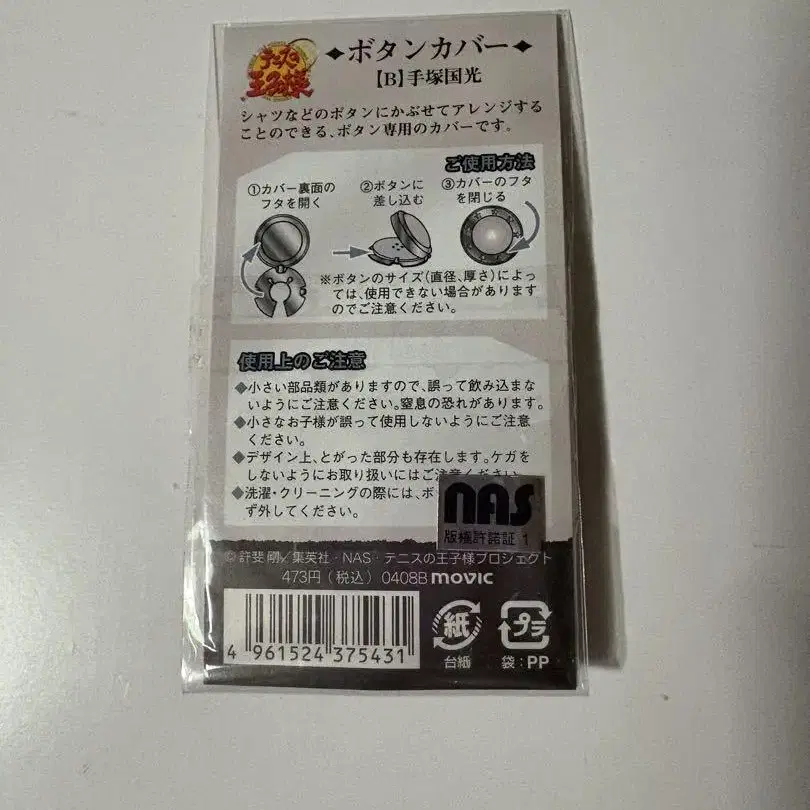 テニスの
王子様
◆ボタンカバー◆
【B】手塚国光
シャツなどのボタンにかぶせてアレンジする
ことのできる、ボタン専用のカバーです。
ご使用方法
①カバー裏面の
フタを開く
②ボタンに
差し込む
③カバーのフタ
を閉じる
※ボタンのサイズ(直径、厚さ)によっ
ては、使用できない場合があります
のでご注意ください。
使用上のご注意
◆小さい部品類がありますので、誤って飲み込まな
いようにご注意ください。窒息の恐れがあります。
◆小さなお子様が誤って使用しないようにご注意
ください。
◆デザイン上、とがった部分も存在します。ケガを
しないようにお取り扱いにはご注意ください。
◆洗濯・クリーニングの際には、ボ
ず外してください。
nas
版権許諾証 1
©許斐 剛/集英社・NAS・テニスの王子様プロジェクト
473円(税込) 0408B movic
4 961524 375431
紙
台紙
プラ
袋:PP